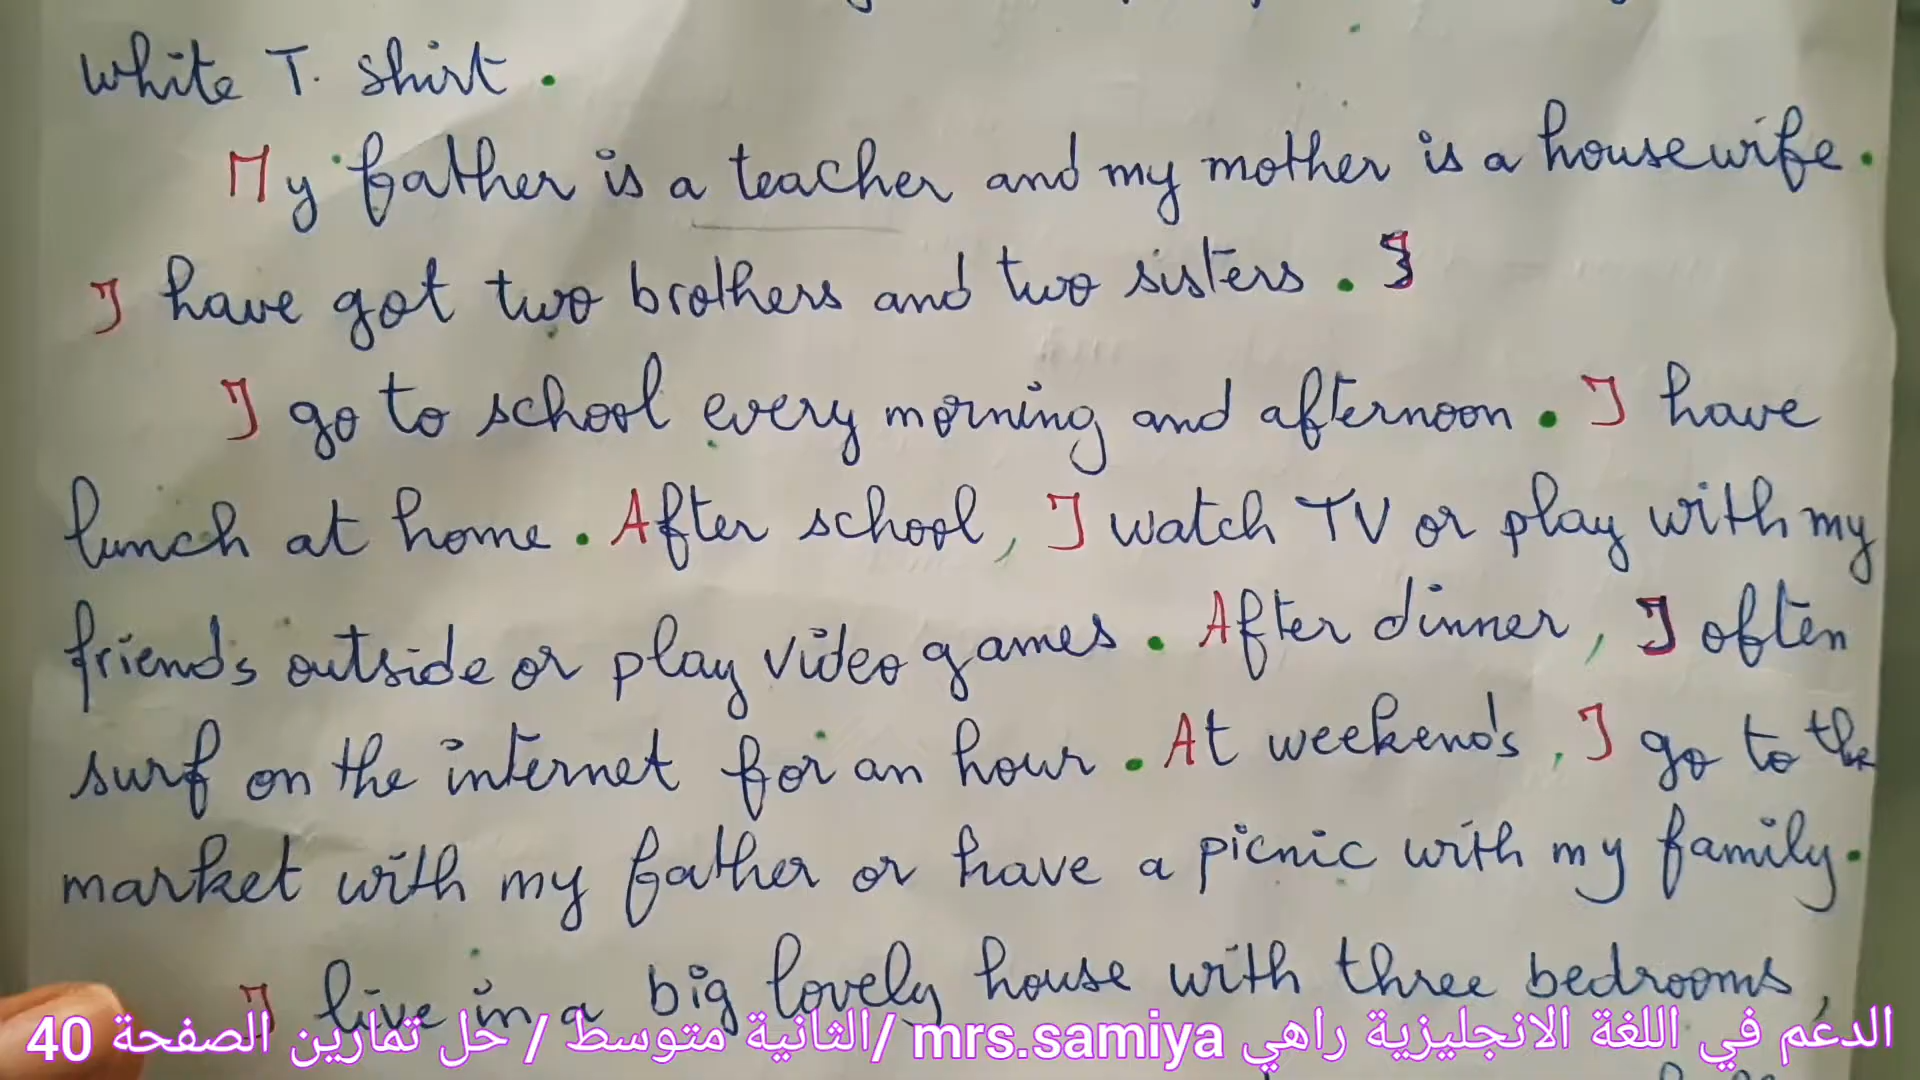 white T. shirt.
My father is a teacher and my mother is a housewife.
I have got two brothers and two sisters. I
I go to school every morning and afternoon. I have
lunch at home. After school, I watch TV or play with my
friends outside or play video games. After dinner, I often
surf on the internet for an hour. At weekends, I go to the
market with my father or have a picnic with my family.
I live in a big lovely house with three bedrooms,
الدعم في اللغة الانجليزية راهي mrs.samiya /الثانية متوسط / حل تمارين الصفحة 40